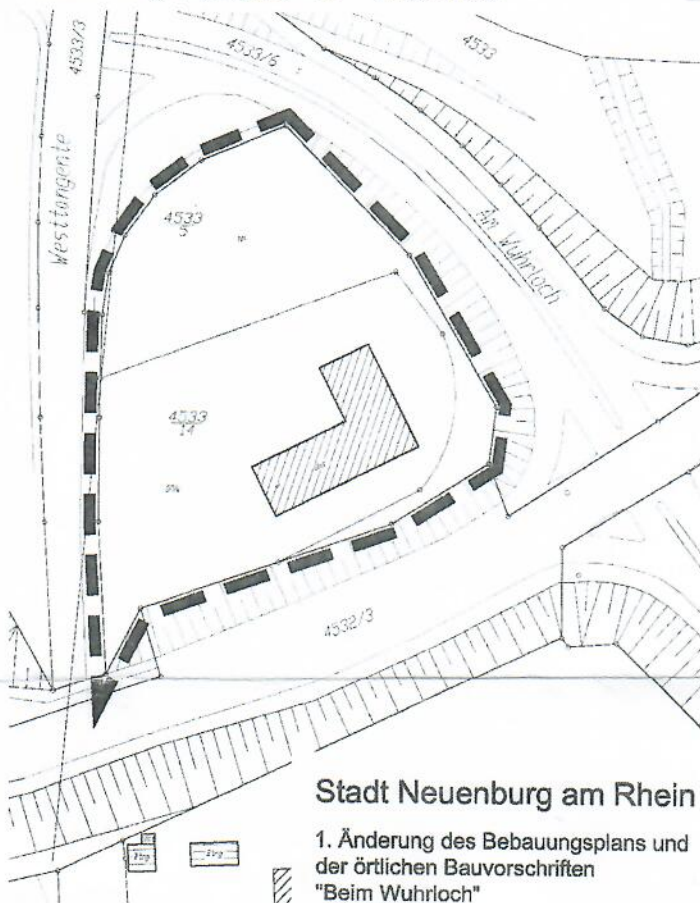 4533/3
4533/6
4533
Westtangente
Am Wuhrloch
4533
5
4533
14
4532/3
Stadt Neuenburg am Rhein
1. Änderung des Bebauungsplans und
der örtlichen Bauvorschriften
"Beim Wuhrloch"